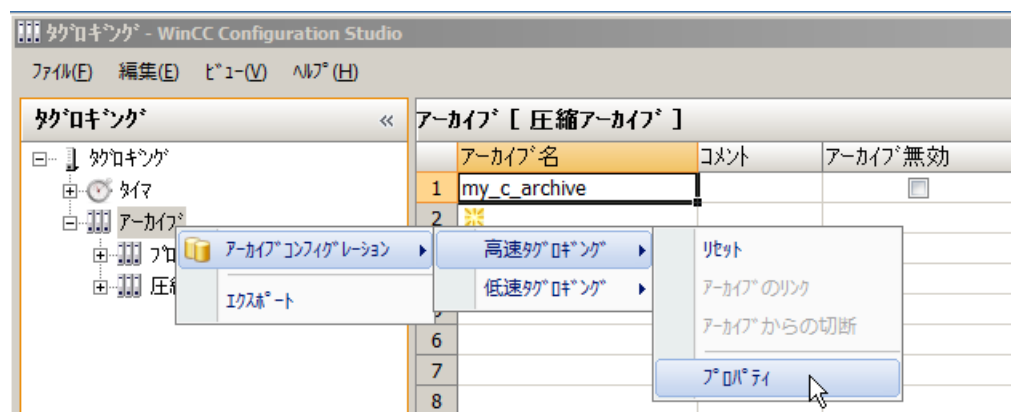 ﾀｸﾞﾛｷﾞﾝｸﾞ - WinCC Configuration Studio
ﾌｧｲﾙ(F) 編集(E) ﾋﾞｭｰ(V) ﾍﾙﾌﾟ(H)
ﾀｸﾞﾛｷﾞﾝｸﾞ «
ｱｰｶｲﾌﾞ [ 圧縮ｱｰｶｲﾌﾞ ]
ﾀｸﾞﾛｷﾞﾝｸﾞ
ｱｰｶｲﾌﾞ名 ｺﾒﾝﾄ ｱｰｶｲﾌﾞ無効
ﾀｲﾏ
1 my_c_archive
ｱｰｶｲﾌﾞ
2
ﾌﾟﾛ
ｱｰｶｲﾌﾞｺﾝﾌｨｸﾞﾚｰｼｮﾝ
高速ﾀｸﾞﾛｷﾞﾝｸﾞ
ﾘｾｯﾄ
圧
ｴｸｽﾎﾟｰﾄ
低速ﾀｸﾞﾛｷﾞﾝｸﾞ
ｱｰｶｲﾌﾞのﾘﾝｸ
ｱｰｶｲﾌﾞからの切断
6
7
ﾌﾟﾛﾊﾟﾃｨ
8